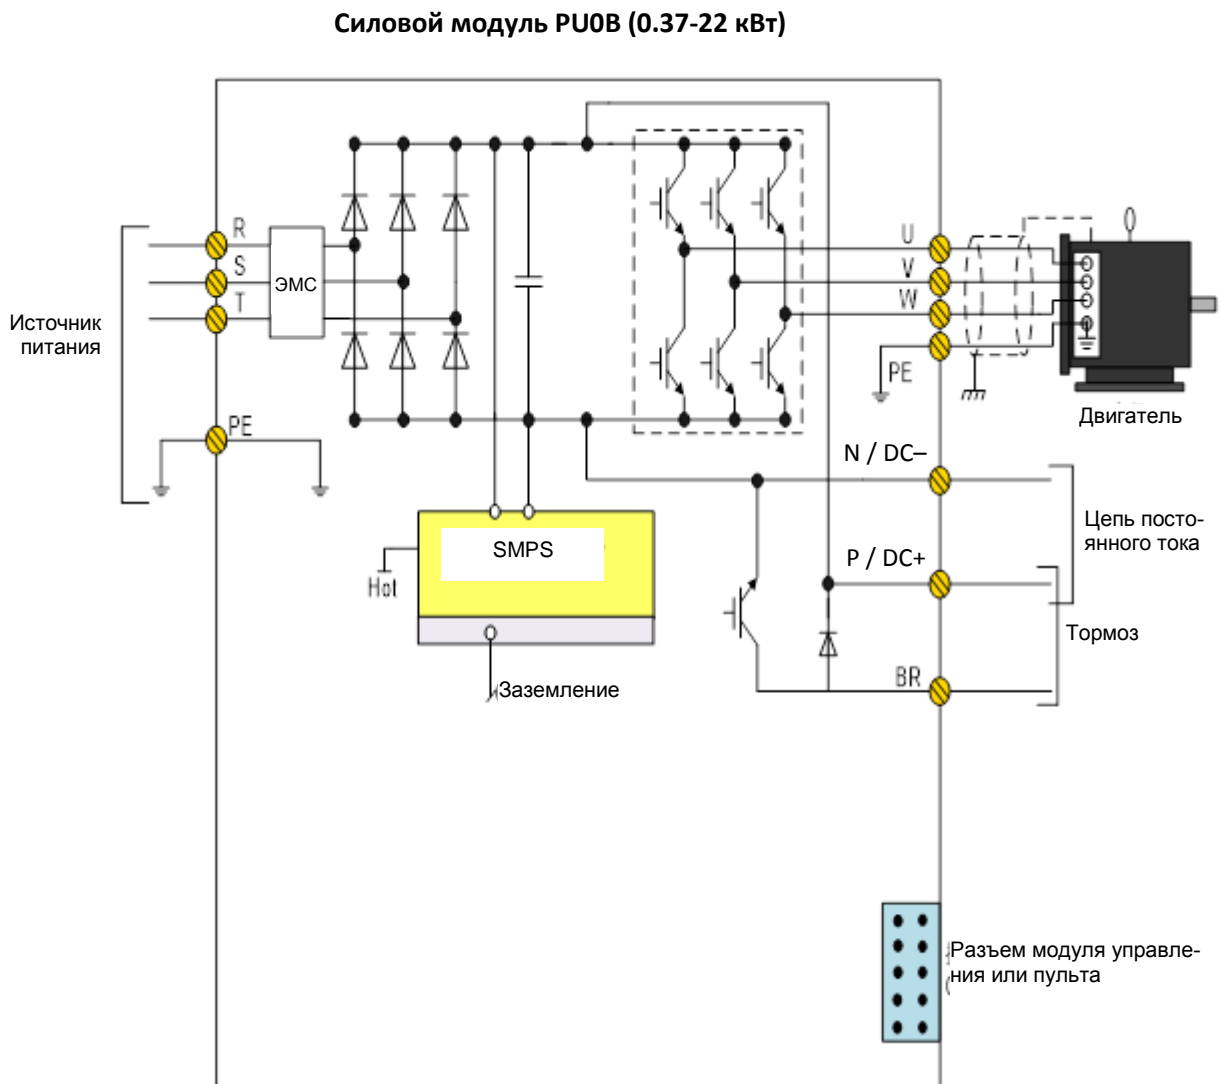 Силовой модуль PU0B (0.37-22 кВт)
R
S
T
ЭМС
Источник
питания
PE
U
V
W
PE
Двигатель
N / DC–
Цепь посто-
янного тока
P / DC+
SMPS
Hot
Тормоз
BR
Заземление
Разъем модуля управле-
ния или пульта